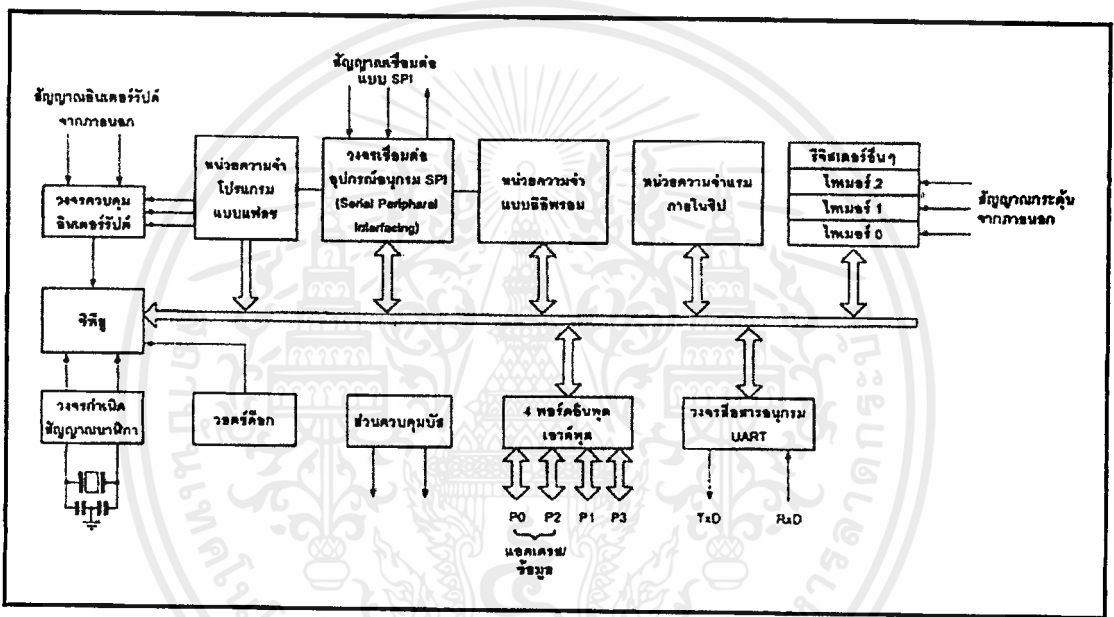 สัญญาณเชื่อมต่อ
แบบ SPI
สัญญาณอินเตอร์รัปต์
จากภายนอก
หน่วยความจำ
โปรแกรม
แบบแฟลช
วงจรเชื่อมต่อ
อุปกรณ์อนุกรม SPI
(Serial Peripharal
Interfacing)
หน่วยความจำ
แบบอีอีพรอม
หน่วยความจำแรม
ภายในชิป
รีจิสเตอร์อื่นๆ
ไทเมอร์ 2
ไทเมอร์ 1
ไทเมอร์ 0
สัญญาณกระตุ้น
จากภายนอก
วงจรควบคุม
อินเตอร์รัปต์
ซีพียู
วงจรกำเนิด
สัญญาณนาฬิกา
วอตช์ด็อก
ส่วนควบคุมบัส
4 พอร์ตอินพุต
เอาต์พุต
วงจรสื่อสารอนุกรม
UART
P0 P2 P1 P3
TxD RxD
แอดเดรส/
ข้อมูล